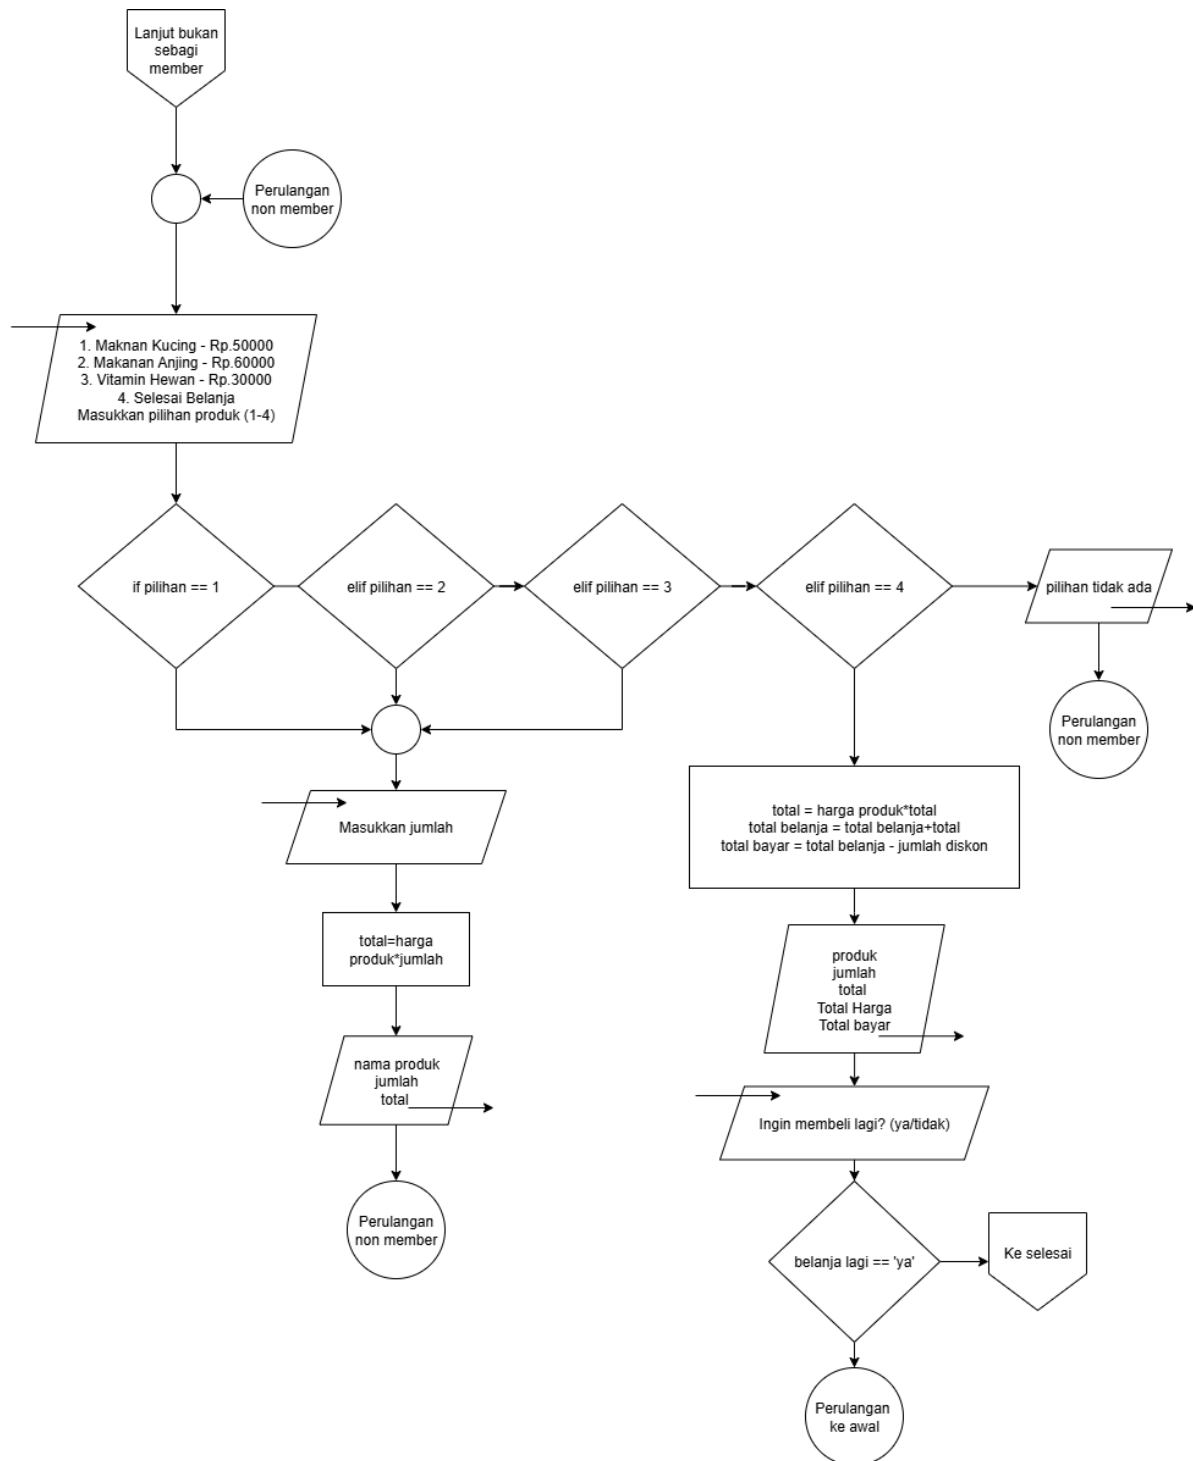 Lanjut bukan
sebagi
member
Perulangan
non member
1. Maknan Kucing - Rp.50000
2. Makanan Anjing - Rp.60000
3. Vitamin Hewan - Rp.30000
4. Selesai Belanja
Masukkan pilihan produk (1-4)
if pilihan == 1
elif pilihan == 2
elif pilihan == 3
elif pilihan == 4
pilihan tidak ada
Perulangan
non member
Masukkan jumlah
total=harga
produk*jumlah
nama produk
jumlah
total
Perulangan
non member
total = harga produk*total
total belanja = total belanja+total
total bayar = total belanja - jumlah diskon
produk
jumlah
total
Total Harga
Total bayar
Ingin membeli lagi? (ya/tidak)
belanja lagi == 'ya'
Ke selesai
Perulangan
ke awal